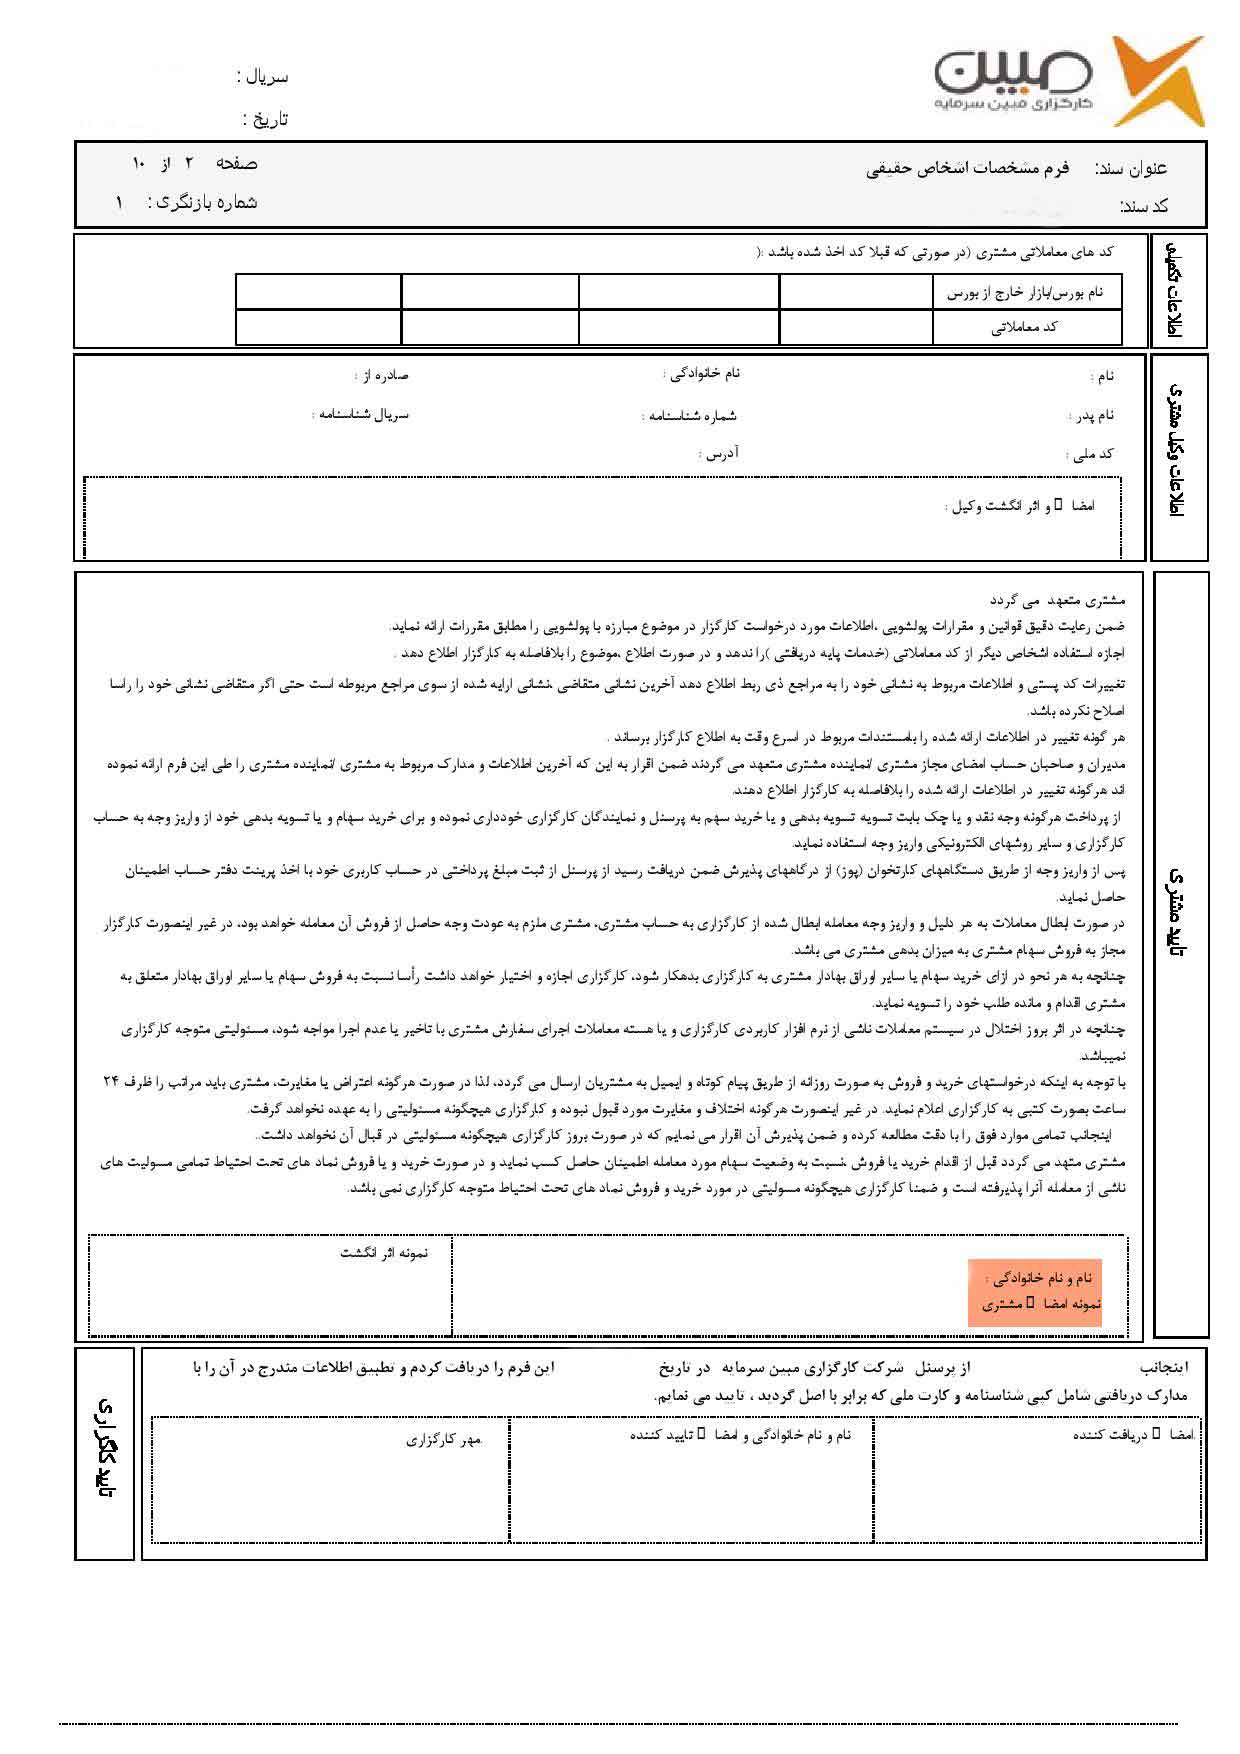 مبین
کارگزاری مبین سرمایه
سریال :
تاریخ :
عنوان سند: فرم مشخصات اشخاص حقیقی
صفحه ۲ از ۱۰
کد سند:
شماره بازنگری : ۱
اطلاعات تکمیلی
کد های معاملاتی مشتری (در صورتی که قبلا کد اخذ شده باشد :(
نام بورس/بازار خارج از بورس
کد معاملاتی
اطلاعات وکیل مشتری
نام : نام خانوادگی : صادره از :
نام پدر : شماره شناسنامه : سریال شناسنامه :
کد ملی : آدرس :
امضا و اثر انگشت وکیل :
تایید مشتری
مشتری متعهد می گردد
ضمن رعایت دقیق قوانین و مقرارات پولشویی ،اطلاعات مورد درخواست کارگزار در موضوع مبارزه با پولشویی را مطابق مقررات ارائه نماید.
اجازه استفاده اشخاص دیگر از کد معاملاتی (خدمات پایه دریافتی )را ندهد و در صورت اطلاع ،موضوع را بلافاصله به کارگزار اطلاع دهد .
تغییرات کد پستی و اطلاعات مربوط به نشانی خود را به مراجع ذی ربط اطلاع دهد آخرین نشانی متقاضی ،نشانی ارایه شده از سوی مراجع مربوطه است حتی اگر متقاضی نشانی خود را راسا
اصلاح نکرده باشد.
هر گونه تغییر در اطلاعات ارائه شده را بامستندات مربوط در اسرع وقت به اطلاع کارگزار برساند .
مدیران و صاحبان حساب امضای مجاز مشتری /نماینده مشتری متعهد می گردند ضمن اقرار به این که آخرین اطلاعات و مدارک مربوط به مشتری /نماینده مشتری را طی این فرم ارائه نموده
اند هرگونه تغییر در اطلاعات ارائه شده را بلافاصله به کارگزار اطلاع دهند.
از پرداخت هرگونه وجه نقد و یا چک بابت تسویه تسویه بدهی و یا خرید سهم به پرسنل و نمایندگان کارگزاری خودداری نموده و برای خرید سهام و یا تسویه بدهی خود از واریز وجه به حساب
کارگزاری و سایر روشهای الکترونیکی واریز وجه استفاده نماید.
پس از واریز وجه از طریق دستگاههای کارتخوان (پوز) از درگاههای پذیرش ضمن دریافت رسید از پرسنل از ثبت مبلغ پرداختی در حساب کاربری خود با اخذ پرینت دفتر حساب اطمینان
حاصل نماید.
در صورت ابطال معاملات به هر دلیل و واریز وجه معامله ابطال شده از کارگزاری به حساب مشتری، مشتری ملزم به عودت وجه حاصل از فروش آن معامله خواهد بود، در غیر اینصورت کارگزار
مجاز به فروش سهام مشتری به میزان بدهی مشتری می باشد.
چنانچه به هر نحو در ازای خرید سهام یا سایر اوراق بهادار مشتری به کارگزاری بدهکار شود، کارگزاری اجازه و اختیار خواهد داشت رأسا نسبت به فروش سهام یا سایر اوراق بهادار متعلق به
مشتری اقدام و مانده طلب خود را تسویه نماید.
چنانچه در اثر بروز اختلال در سیستم معاملات ناشی از نرم افزار کاربردی کارگزاری و یا هسته معاملات اجرای سفارش مشتری با تاخیر یا عدم اجرا مواجه شود، مسئولیتی متوجه کارگزاری
نمیباشد.
با توجه به اینکه درخواستهای خرید و فروش به صورت روزانه از طریق پیام کوتاه و ایمیل به مشتریان ارسال می گردد، لذا در صورت هرگونه اعتراض یا مغایرت، مشتری باید مراتب را ظرف ۲۴
ساعت بصورت کتبی به کارگزاری اعلام نماید. در غیر اینصورت هرگونه اختلاف و مغایرت مورد قبول نبوده و کارگزاری هیچگونه مسئولیتی را به عهده نخواهد گرفت.
اینجانب تمامی موارد فوق را با دقت مطالعه کرده و ضمن پذیرش آن اقرار می نمایم که در صورت بروز کارگزاری هیچگونه مسئولیتی در قبال آن نخواهد داشت..
مشتری متهد می گردد قبل از اقدام خرید یا فروش ،نسبت به وضعیت سهام مورد معامله اطمینان حاصل کسب نماید و در صورت خرید و یا فروش نماد های تحت احتیاط تمامی مسولیت های
ناشی از معامله آنرا پذیرفته است و ضمنا کارگزاری هیچگونه مسولیتی در مورد خرید و فروش نماد های تحت احتیاط متوجه کارگزاری نمی باشد.
نام و نام خانوادگی :
نمونه امضا مشتری
نمونه اثر انگشت
تایید کارگزاری
اینجانب از پرسنل شرکت کارگزاری مبین سرمایه در تاریخ این فرم را دریافت کردم و تطبیق اطلاعات مندرج در آن را با
مدارک دریافتی شامل کپی شناسنامه و کارت ملی که برابر با اصل گردید ، تایید می نمایم.
امضا دریافت کننده.
نام و نام خانوادگی و امضا تایید کننده
مهر کارگزاری.